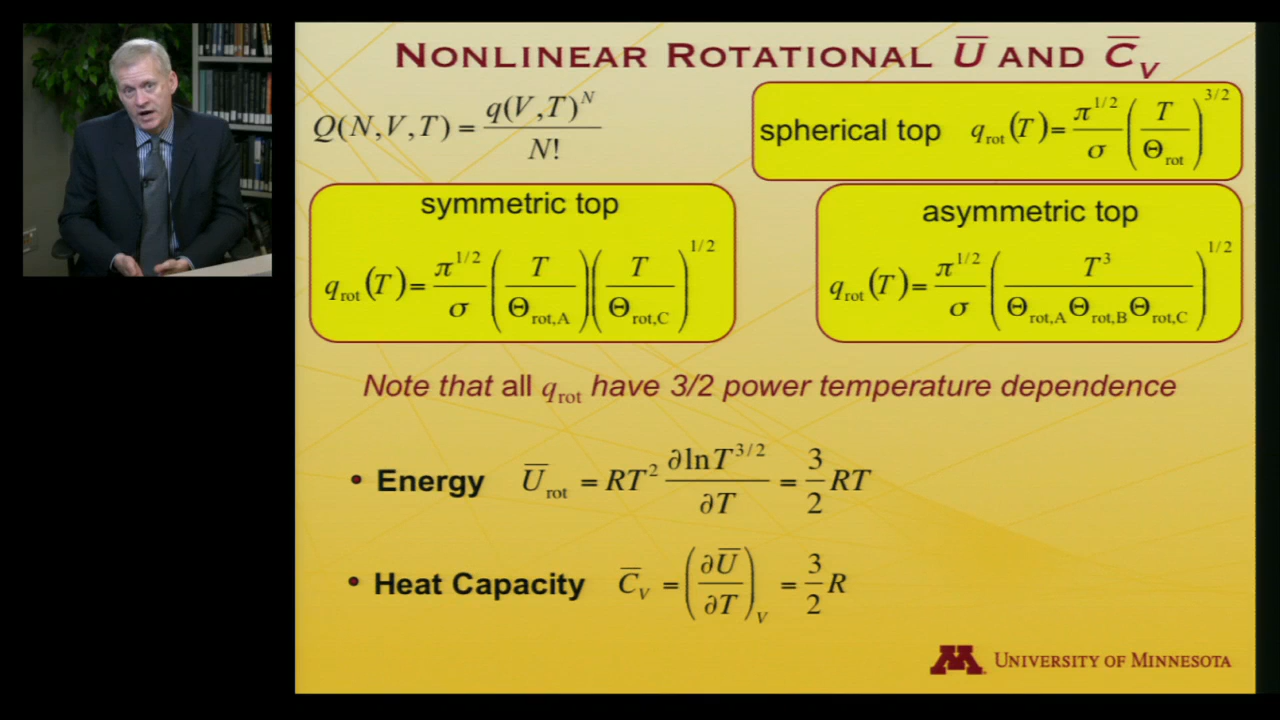 NONLINEAR ROTATIONAL U̅ AND C̅_V
Q(N,V,T) = q(V,T)^N / N!
spherical top q_rot(T) = π^{1/2} / σ (T / Θ_rot)^{3/2}
symmetric top
q_rot(T) = π^{1/2} / σ (T / Θ_rot,A)(T / Θ_rot,C)^{1/2}
asymmetric top
q_rot(T) = π^{1/2} / σ (T^3 / Θ_rot,A Θ_rot,B Θ_rot,C)^{1/2}
Note that all q_rot have 3/2 power temperature dependence
• Energy U̅_rot = RT^2 ∂lnT^{3/2} / ∂T = 3/2 RT
• Heat Capacity C̅_V = (∂U̅ / ∂T)_V = 3/2 R
M UNIVERSITY OF MINNESOTA